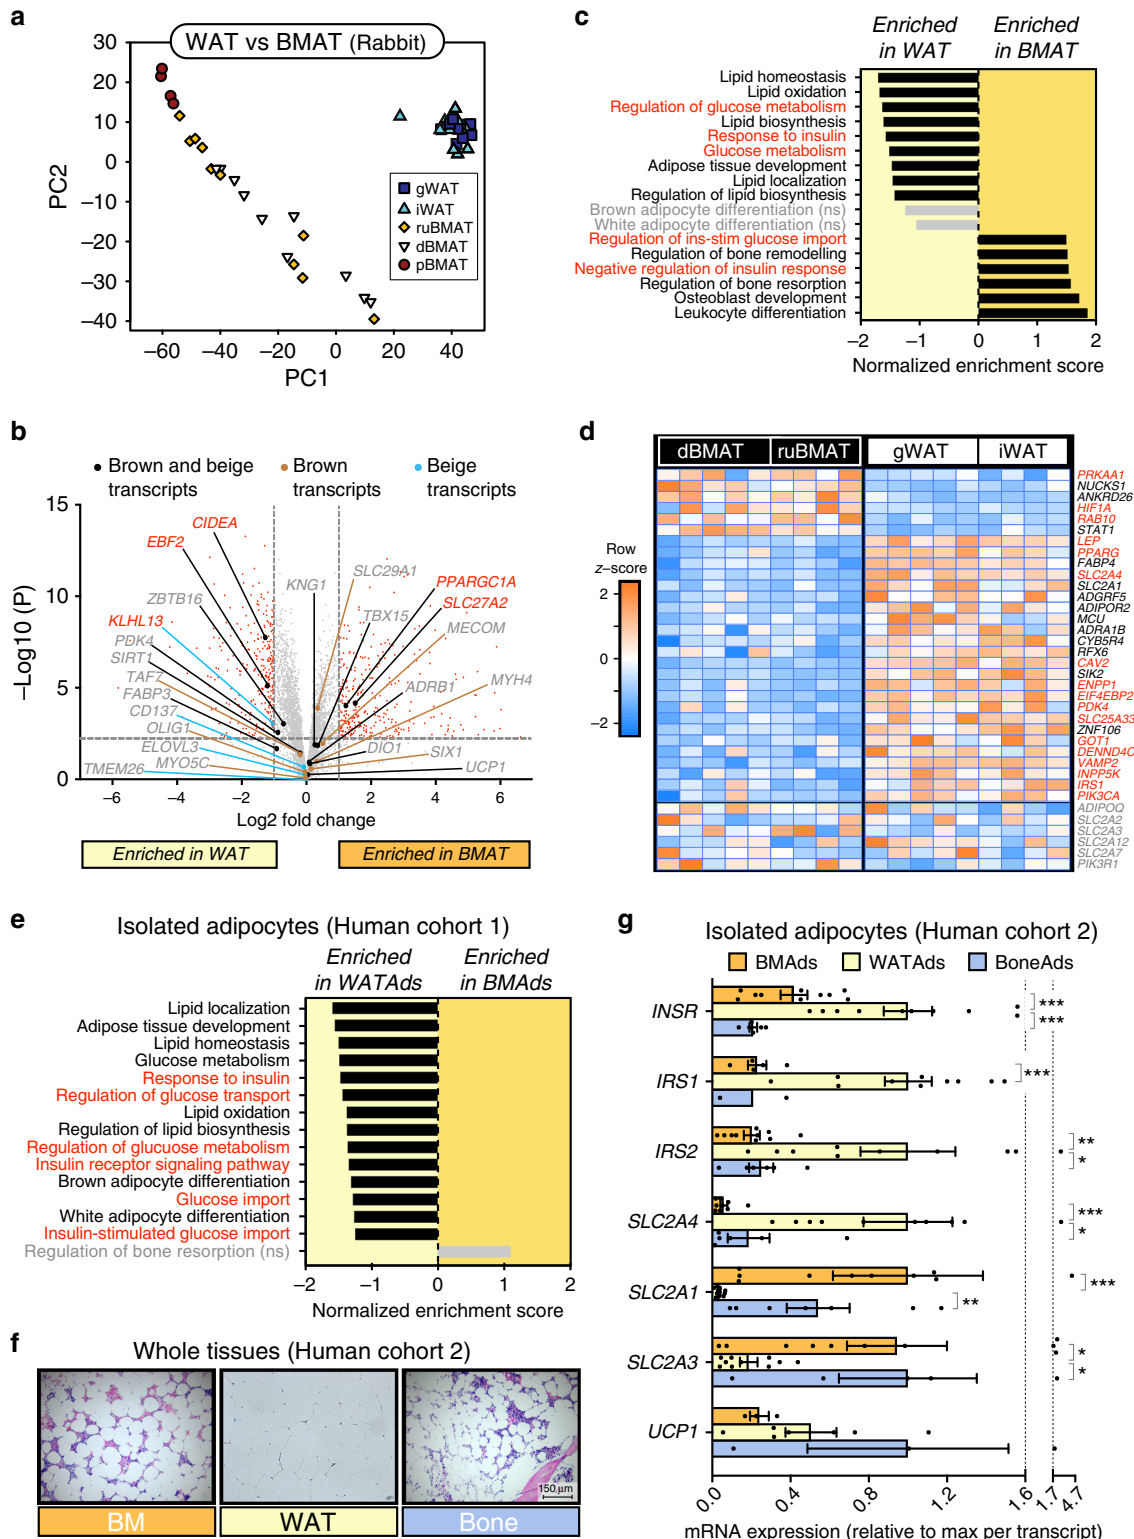 a
WAT vs BMAT (Rabbit)
30
20
10
0
−10
−20
−30
−40
PC2
−60
−40
−20
0
20
40
PC1
gWAT
iWAT
ruBMAT
dBMAT
pBMAT
b
Brown and beige transcripts
Brown transcripts
Beige transcripts
15
10
5
0
−Log10 (P)
CIDEA
EBF2
ZBTB16
KLHL13
PDK4
SIRT1
TAF7
FABP3
CD137
OLIG1
ELOVL3
MYO5C
TMEM26
KNG1
SLC29A1
PPARGC1A
TBX15
SLC27A2
MECOM
ADRB1
MYH4
DIO1
SIX1
UCP1
−6
−4
−2
0
2
4
6
Log2 fold change
Enriched in WAT
Enriched in BMAT
c
Enriched in WAT
Enriched in BMAT
Lipid homeostasis
Lipid oxidation
Regulation of glucose metabolism
Lipid biosynthesis
Response to insulin
Glucose metabolism
Adipose tissue development
Lipid localization
Regulation of lipid biosynthesis
Brown adipocyte differentiation (ns)
White adipocyte differentiation (ns)
Regulation of ins-stim glucose import
Regulation of bone remodelling
Negative regulation of insulin response
Regulation of bone resorption
Osteoblast development
Leukocyte differentiation
−2
−1
0
1
2
Normalized enrichment score
d
dBMAT
ruBMAT
gWAT
iWAT
Row
z−score
2
0
−2
PRKAA1
NUCKS1
ANKRD26
HIF1A
RAB10
STAT1
LEP
PPARG
FABP4
SLC2A4
SLC2A1
ADGRF5
ADIPOR2
MCU
ADRA1B
CYB5R4
RFX6
CAV2
SIK2
ENPP1
EIF4EBP2
PDK4
SLC25A33
ZNF106
GOT1
DENND4C
VAMP2
INPP5K
IRS1
PIK3CA
ADIPOQ
SLC2A2
SLC2A3
SLC2A12
SLC2A7
PIK3R1
e
Isolated adipocytes (Human cohort 1)
Enriched in WATAds
Enriched in BMAds
Lipid localization
Adipose tissue development
Lipid homeostasis
Glucose metabolism
Response to insulin
Regulation of glucose transport
Lipid oxidation
Regulation of lipid biosynthesis
Regulation of glucuose metabolism
Insulin receptor signaling pathway
Brown adipocyte differentiation
Glucose import
White adipocyte differentiation
Insulin-stimulated glucose import
Regulation of bone resorption (ns)
−2
−1
0
1
2
Normalized enrichment score
f
Whole tissues (Human cohort 2)
150 µm
BM
WAT
Bone
g
Isolated adipocytes (Human cohort 2)
BMAds
WATAds
BoneAds
INSR
***
***
IRS1
***
IRS2
**
*
SLC2A4
***
*
SLC2A1
***
**
SLC2A3
*
*
UCP1
0.0
0.4
0.8
1.2
1.6
1.7
4.7
mRNA expression (relative to max per transcript)